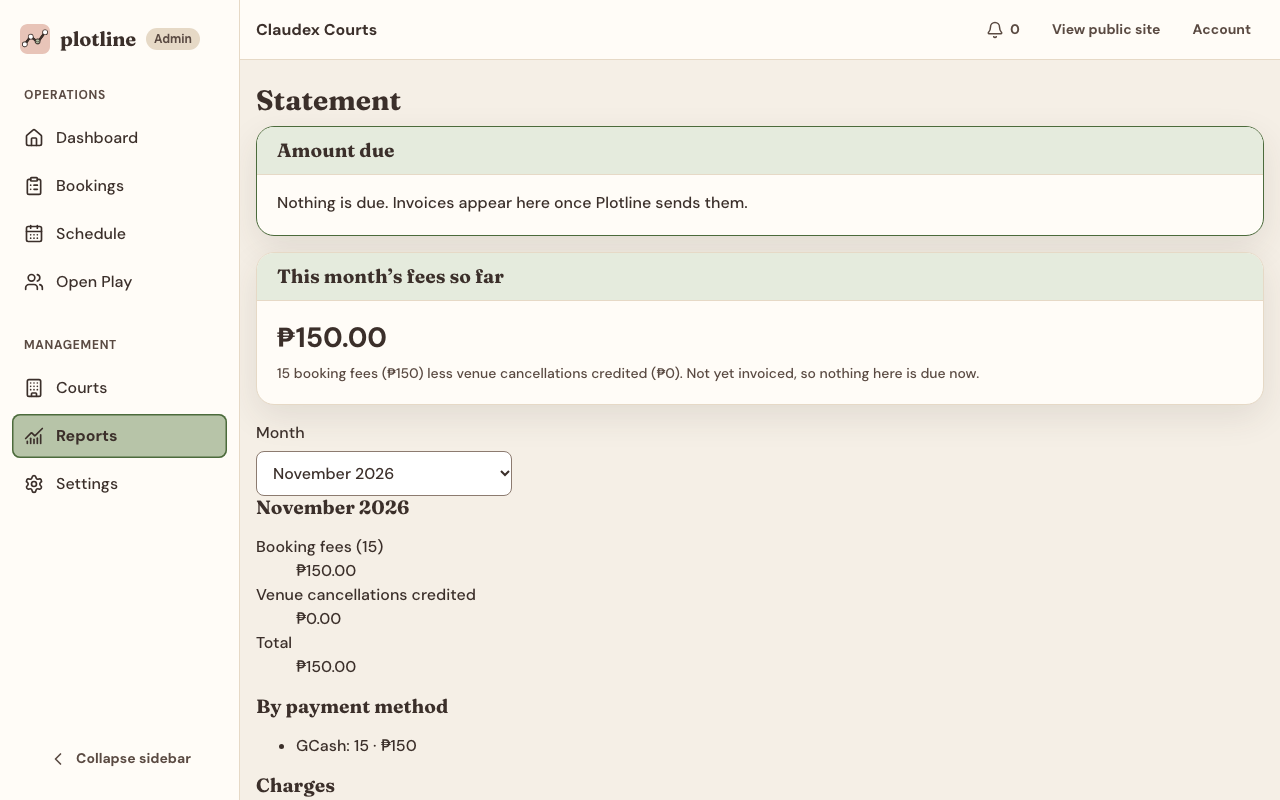 plotline Admin
OPERATIONS
Dashboard
Bookings
Schedule
Open Play
MANAGEMENT
Courts
Reports
Settings
Collapse sidebar
Claudex Courts
0
View public site
Account
Statement
Amount due
Nothing is due. Invoices appear here once Plotline sends them.
This month’s fees so far
₱150.00
15 booking fees (₱150) less venue cancellations credited (₱0). Not yet invoiced, so nothing here is due now.
Month
November 2026
November 2026
Booking fees (15)
₱150.00
Venue cancellations credited
₱0.00
Total
₱150.00
By payment method
• GCash: 15 · ₱150
Charges